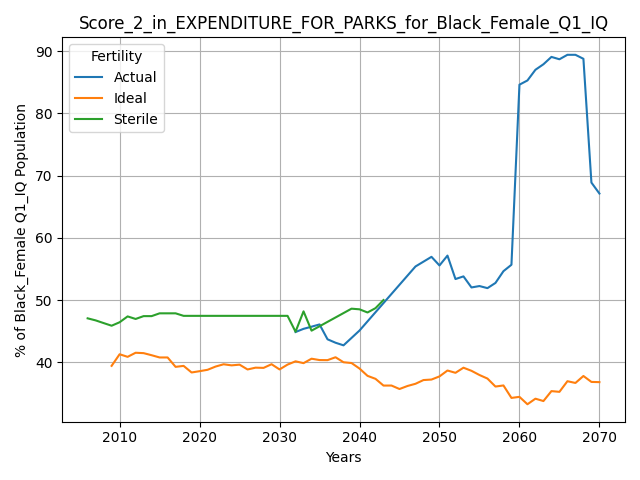 Score_2_in_EXPENDITURE_FOR_PARKS_for_Black_Female_Q1_IQ
% of Black_Female Q1_IQ Population
90
80
70
60
50
40
Fertility
Actual
Ideal
Sterile
2010 2020 2030 2040 2050 2060 2070
Years